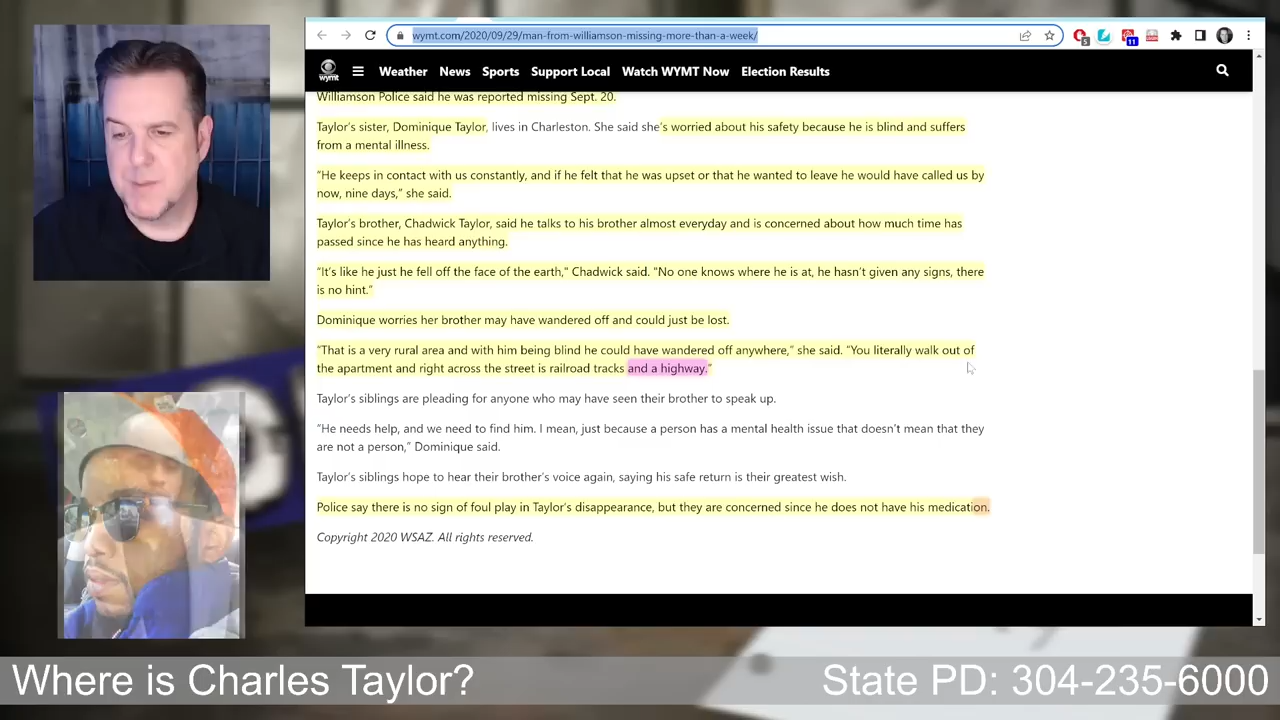 wymt.com/2020/09/29/man-from-williamson-missing-more-than-a-week/
5
11
wymt
Weather News Sports Support Local Watch WYMT Now Election Results
Williamson Police said he was reported missing Sept. 20.
Taylor's sister, Dominique Taylor, lives in Charleston. She said she's worried about his safety because he is blind and suffers
from a mental illness.
“He keeps in contact with us constantly, and if he felt that he was upset or that he wanted to leave he would have called us by
now, nine days,” she said.
Taylor's brother, Chadwick Taylor, said he talks to his brother almost everyday and is concerned about how much time has
passed since he has heard anything.
“It's like he just he fell off the face of the earth,” Chadwick said. “No one knows where he is at, he hasn't given any signs, there
is no hint.”
Dominique worries her brother may have wandered off and could just be lost.
“That is a very rural area and with him being blind he could have wandered off anywhere,” she said. “You literally walk out of
the apartment and right across the street is railroad tracks and a highway.”
Taylor's siblings are pleading for anyone who may have seen their brother to speak up.
“He needs help, and we need to find him. I mean, just because a person has a mental health issue that doesn't mean that they
are not a person,” Dominique said.
Taylor's siblings hope to hear their brother's voice again, saying his safe return is their greatest wish.
Police say there is no sign of foul play in Taylor's disappearance, but they are concerned since he does not have his medication.
Copyright 2020 WSAZ. All rights reserved.
Where is Charles Taylor?
State PD: 304-235-6000